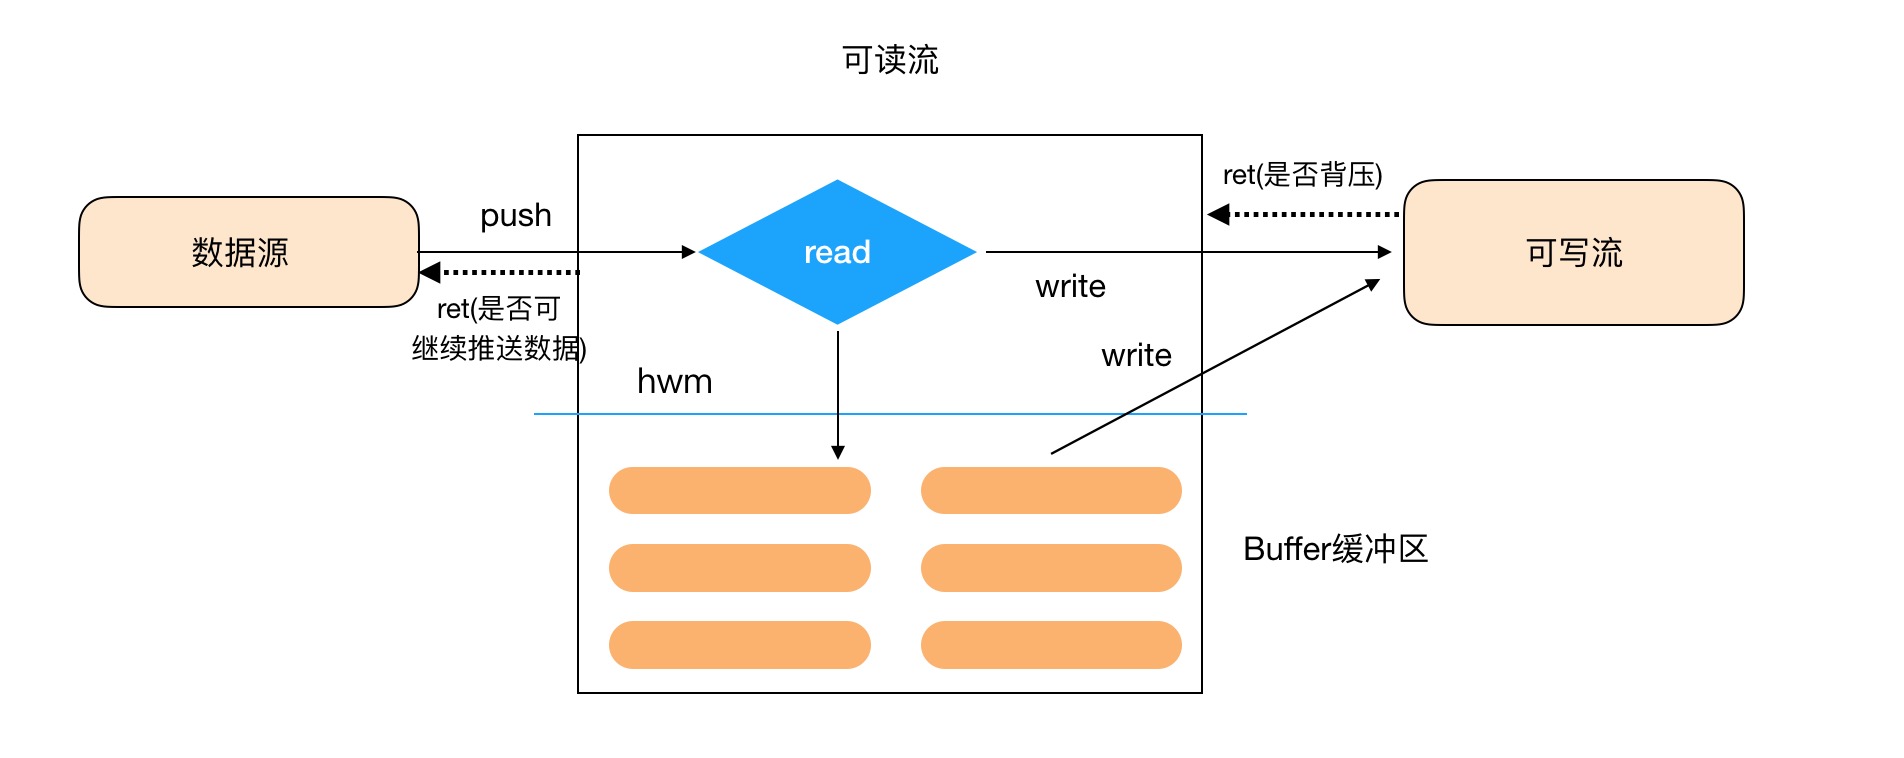 可读流
ret(是否背压)
push
数据源
read
可写流
write
ret(是否可
继续推送数据)
write
hwm
Buffer缓冲区